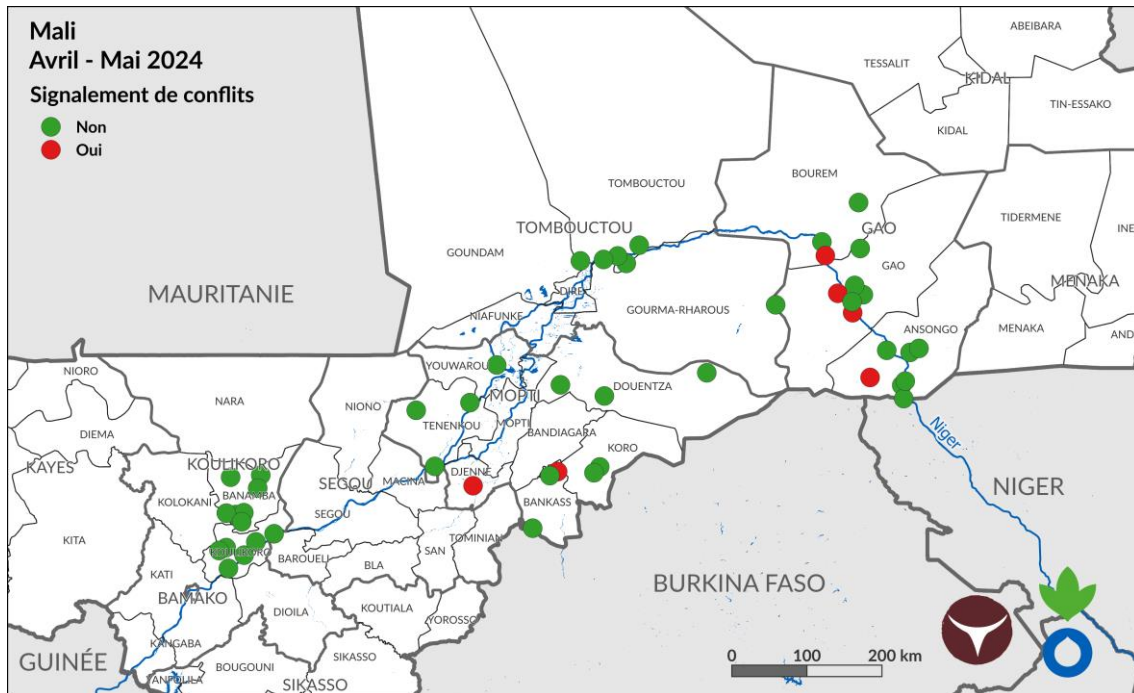 Mali
Avril - Mai 2024
Signalement de conflits
Non
Oui
ABEIBARA
TESSALIT
KIDAL
TIN-ESSAKO
KIDAL
BOUREM
TOMBOUCTOU
TIDERMENE
TOMBOUCTOU
GAO
INE
GOUNDAM
GAO
MENAKA
MAURITANIE
DIRE
GOURMA-RHAROUS
NIAFUNKE
ANSONGO
MENAKA
AND
YOUWAROU
NIORO
DOUENTZA
NARA
NIONO
MOPTI
TENENKOU
MOPTI
Niger
DIEMA
BANDIAGARA
KORO
KAYES
KOULIKORO
DJENNE
SEGOU
MACINA
NIGER
KOLOKANI
BANAMBA
BANKASS
SEGOU
KITA
TOMINIAN
KOULIKORO
SAN
BAROUELI
BLA
KATI
BURKINA FASO
BAMAKO
KOUTIALA
DIOILA
YOROSSO
KANGABA
SIKASSO
GUINÉE
BOUGOUNI
SIKASSO
0 100 200 km